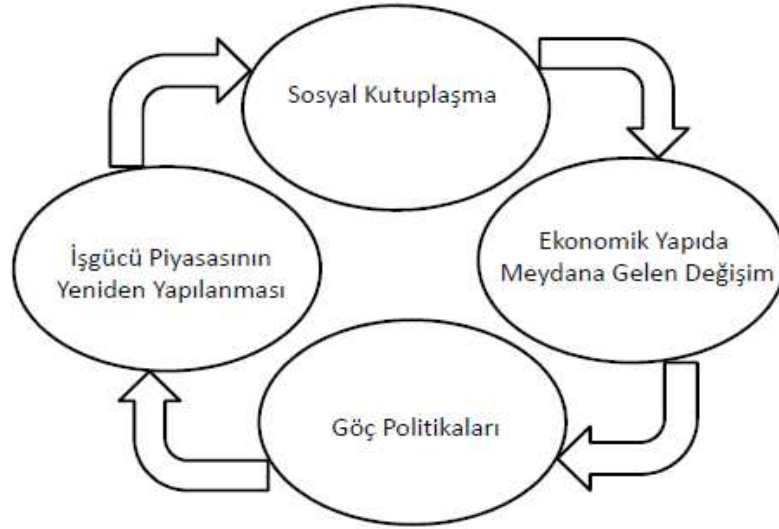 Sosyal Kutuplaşma
Ekonomik Yapıda
Meydana Gelen Değişim
Göç Politikaları
İşgücü Piyasasının
Yeniden Yapılanması